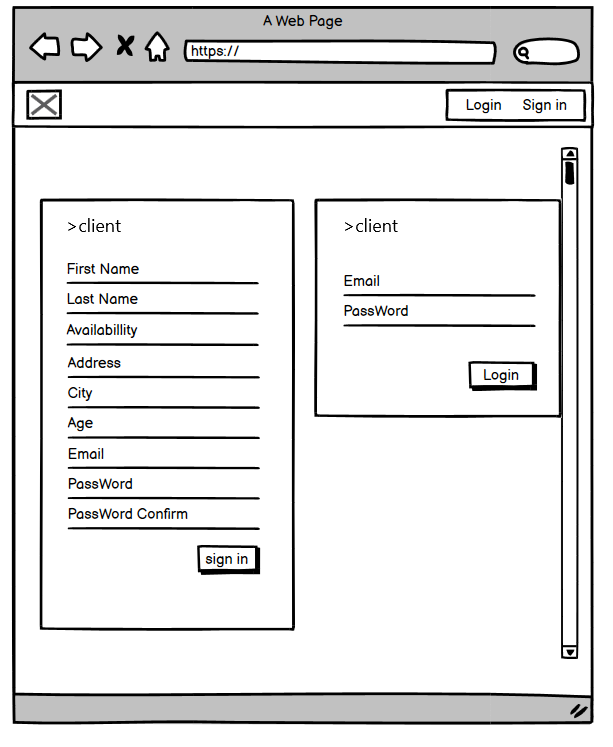 A Web Page
https://
Login Sign in
>client
First Name
Last Name
Availabillity
Address
City
Age
Email
PassWord
PassWord Confirm
sign in
>client
Email
PassWord
Login